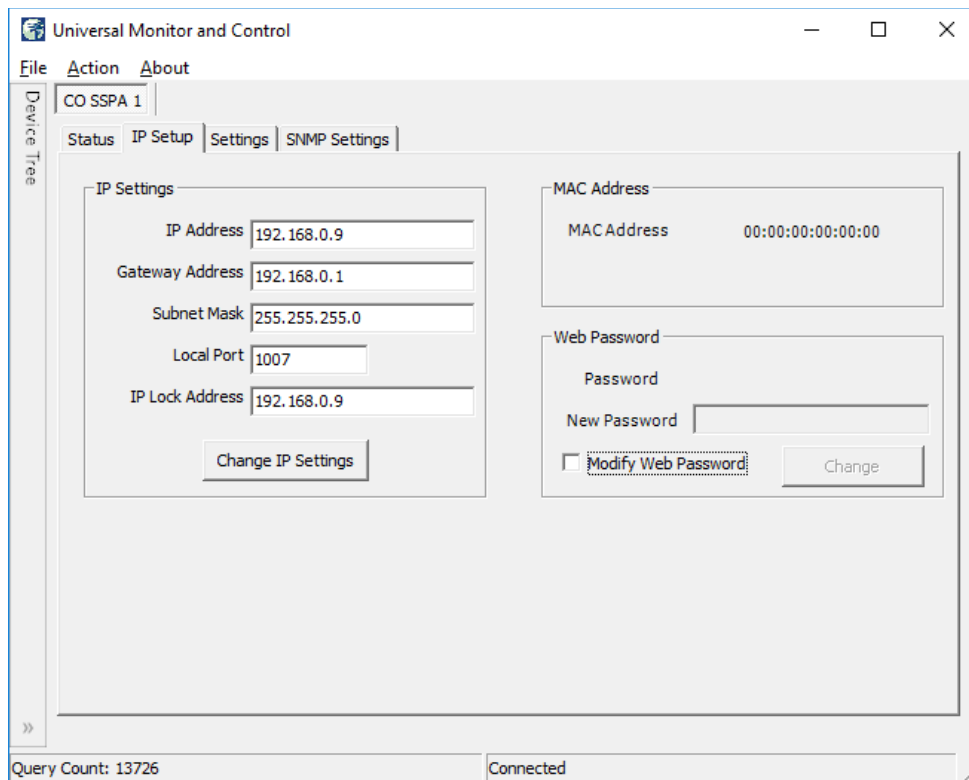 Universal Monitor and Control
File Action About
Device Tree
CO SSPA 1
Status IP Setup Settings SNMP Settings
IP Settings
IP Address 192.168.0.9
Gateway Address 192.168.0.1
Subnet Mask 255.255.255.0
Local Port 1007
IP Lock Address 192.168.0.9
Change IP Settings
MAC Address
MAC Address 00:00:00:00:00:00
Web Password
Password
New Password
Modify Web Password Change
»
Query Count: 13726 Connected